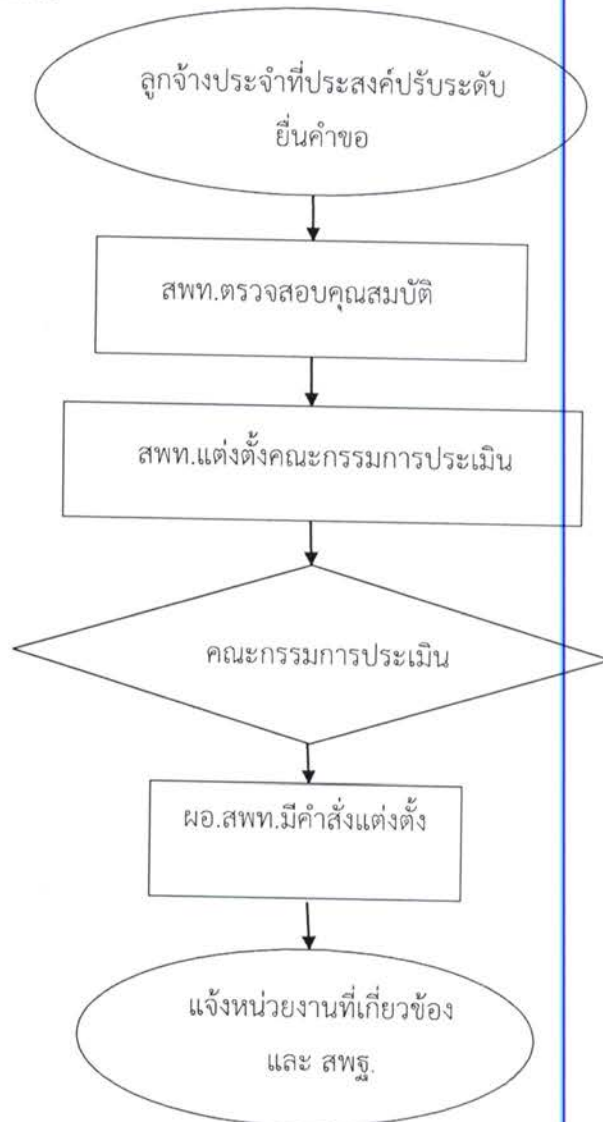 ลูกจ้างประจำที่ประสงค์ปรับระดับ
ยื่นคำขอ
สพท.ตรวจสอบคุณสมบัติ
สพท.แต่งตั้งคณะกรรมการประเมิน
คณะกรรมการประเมิน
ผอ.สพท.มีคำสั่งแต่งตั้ง
แจ้งหน่วยงานที่เกี่ยวข้อง
และ สพฐ.